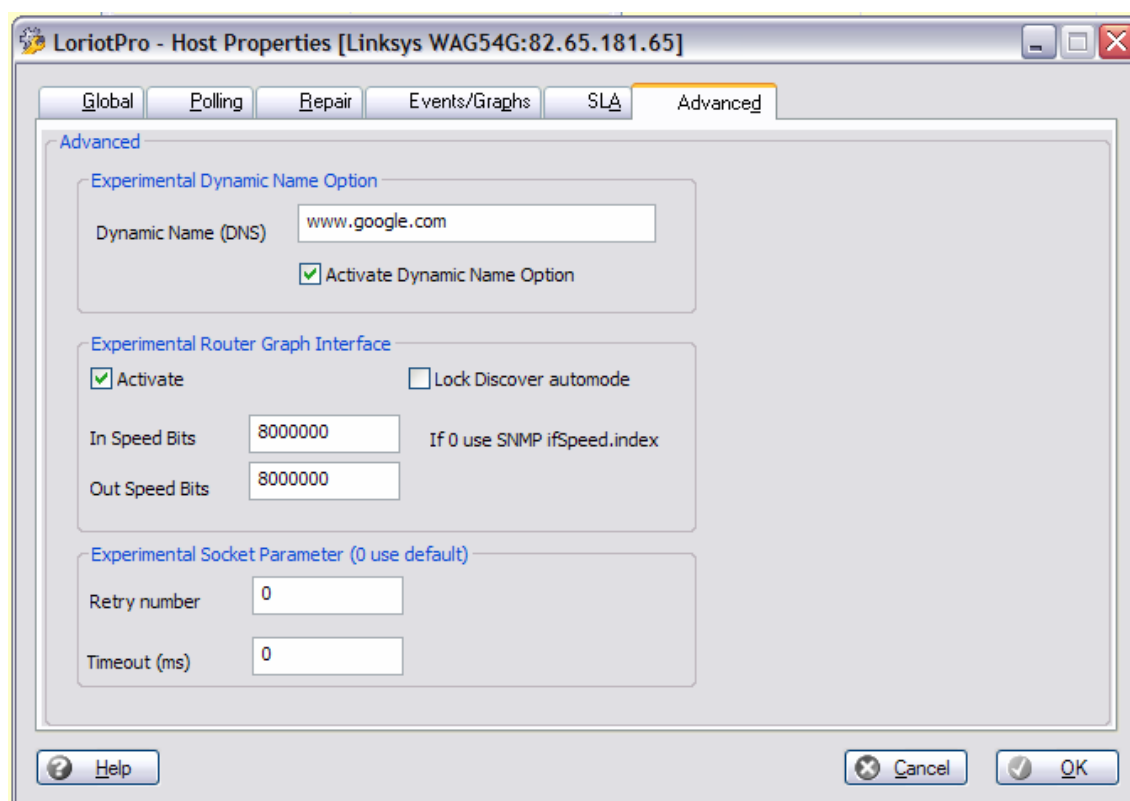 LoriotPro - Host Properties [Linksys WAG54G:82.65.181.65]
Global Polling Repair Events/Graphs SLA Advanced
Advanced
Experimental Dynamic Name Option
Dynamic Name (DNS) www.google.com
Activate Dynamic Name Option
Experimental Router Graph Interface
Activate Lock Discover automode
In Speed Bits 8000000 If 0 use SNMP ifSpeed.index
Out Speed Bits 8000000
Experimental Socket Parameter (0 use default)
Retry number 0
Timeout (ms) 0
Help Cancel OK